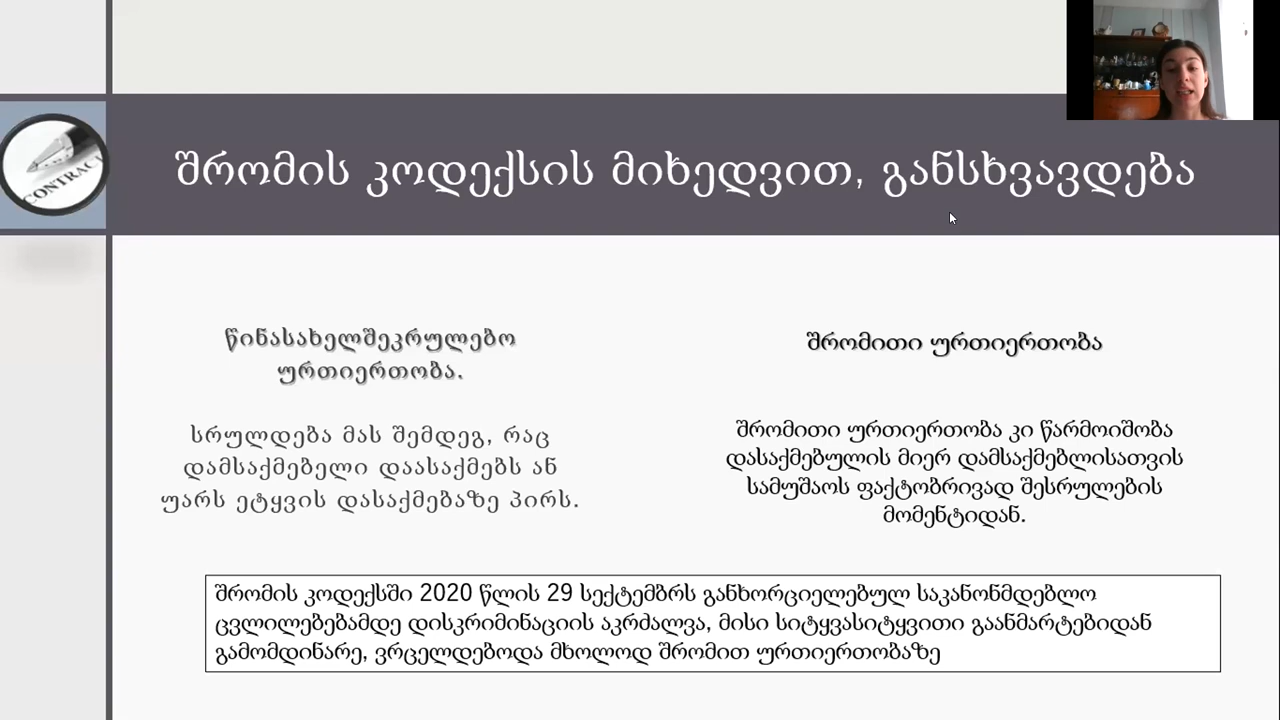 შრომის კოდექსის მიხედვით, განსხვავდება
CONTRAC
წინასახელშეკრულებო
ურთიერთობა.
სრულდება მას შემდეგ, რაც
დამსაქმებელი დაასაქმებს ან
უარს ეტყვის დასაქმებაზე პირს.
შრომითი ურთიერთობა
შრომითი ურთიერთობა კი წარმოიშობა
დასაქმებულის მიერ დამსაქმებლისათვის
სამუშაოს ფაქტობრივად შესრულების
მომენტიდან.
შრომის კოდექსში 2020 წლის 29 სექტემბრს განხორციელებულ საკანონმდებლო
ცვლილებებამდე დისკრიმინაციის აკრძალვა, მისი სიტყვასიტყვითი გაანმარტებიდან
გამომდინარე, ვრცელდებოდა მხოლოდ შრომით ურთიერთობაზე